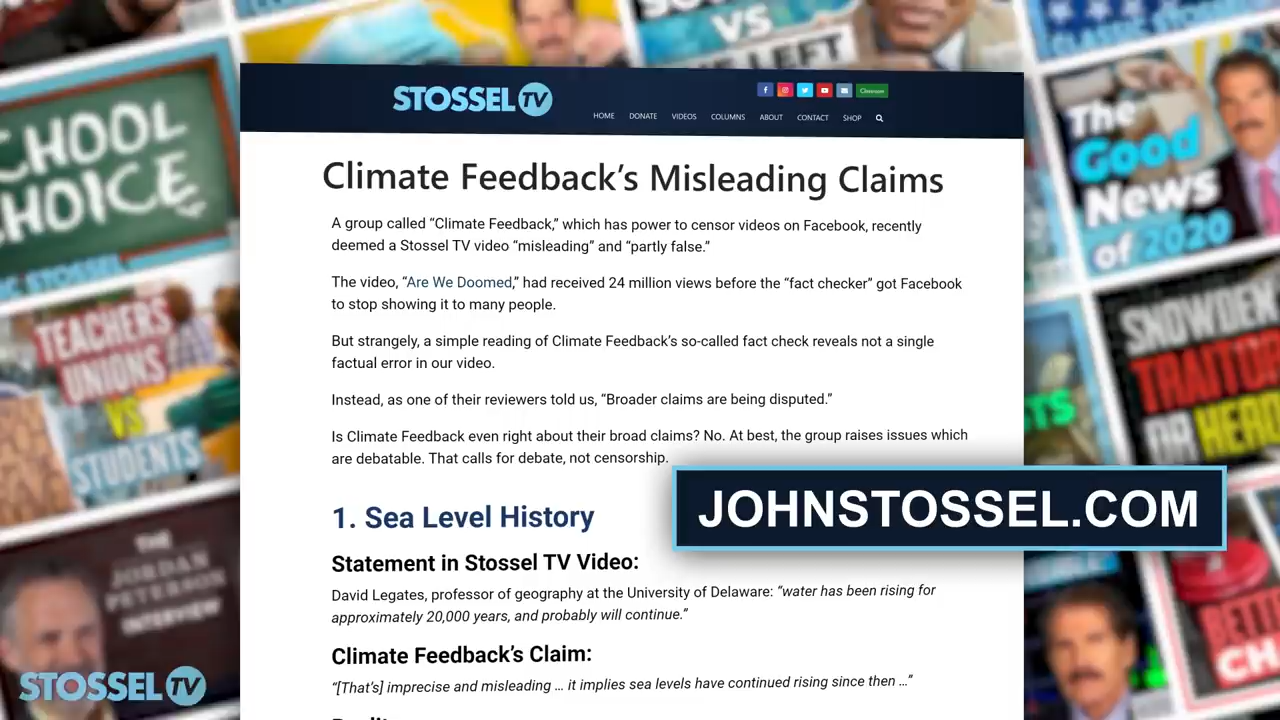 SO
VS
THE LEFT
CLASSIC STOSSEL
SCHOOL
CHOICE
STOSSEL TV
Classroom
HOME DONATE VIDEOS COLUMNS ABOUT CONTACT SHOP
The
Good
News
of 2020
Climate Feedback’s Misleading Claims
A group called “Climate Feedback,” which has power to censor videos on Facebook, recently
deemed a Stossel TV video “misleading” and “partly false.”
The video, “Are We Doomed,” had received 24 million views before the “fact checker” got Facebook
to stop showing it to many people.
But strangely, a simple reading of Climate Feedback’s so-called fact check reveals not a single
factual error in our video.
Instead, as one of their reviewers told us, “Broader claims are being disputed.”
Is Climate Feedback even right about their broad claims? No. At best, the group raises issues which
are debatable. That calls for debate, not censorship.
TEACHERS
UNIONS
VS
STUDENTS
SNOWDEN
TRAITOR
OR HERO
JOHNSTOSSEL.COM
1. Sea Level History
Statement in Stossel TV Video:
David Legates, professor of geography at the University of Delaware: “water has been rising for
approximately 20,000 years, and probably will continue.”
Climate Feedback’s Claim:
“[That’s] imprecise and misleading … it implies sea levels have continued rising since then …”
THE
JORDAN
PETERSON
INTERVIEW
STOSSEL TV